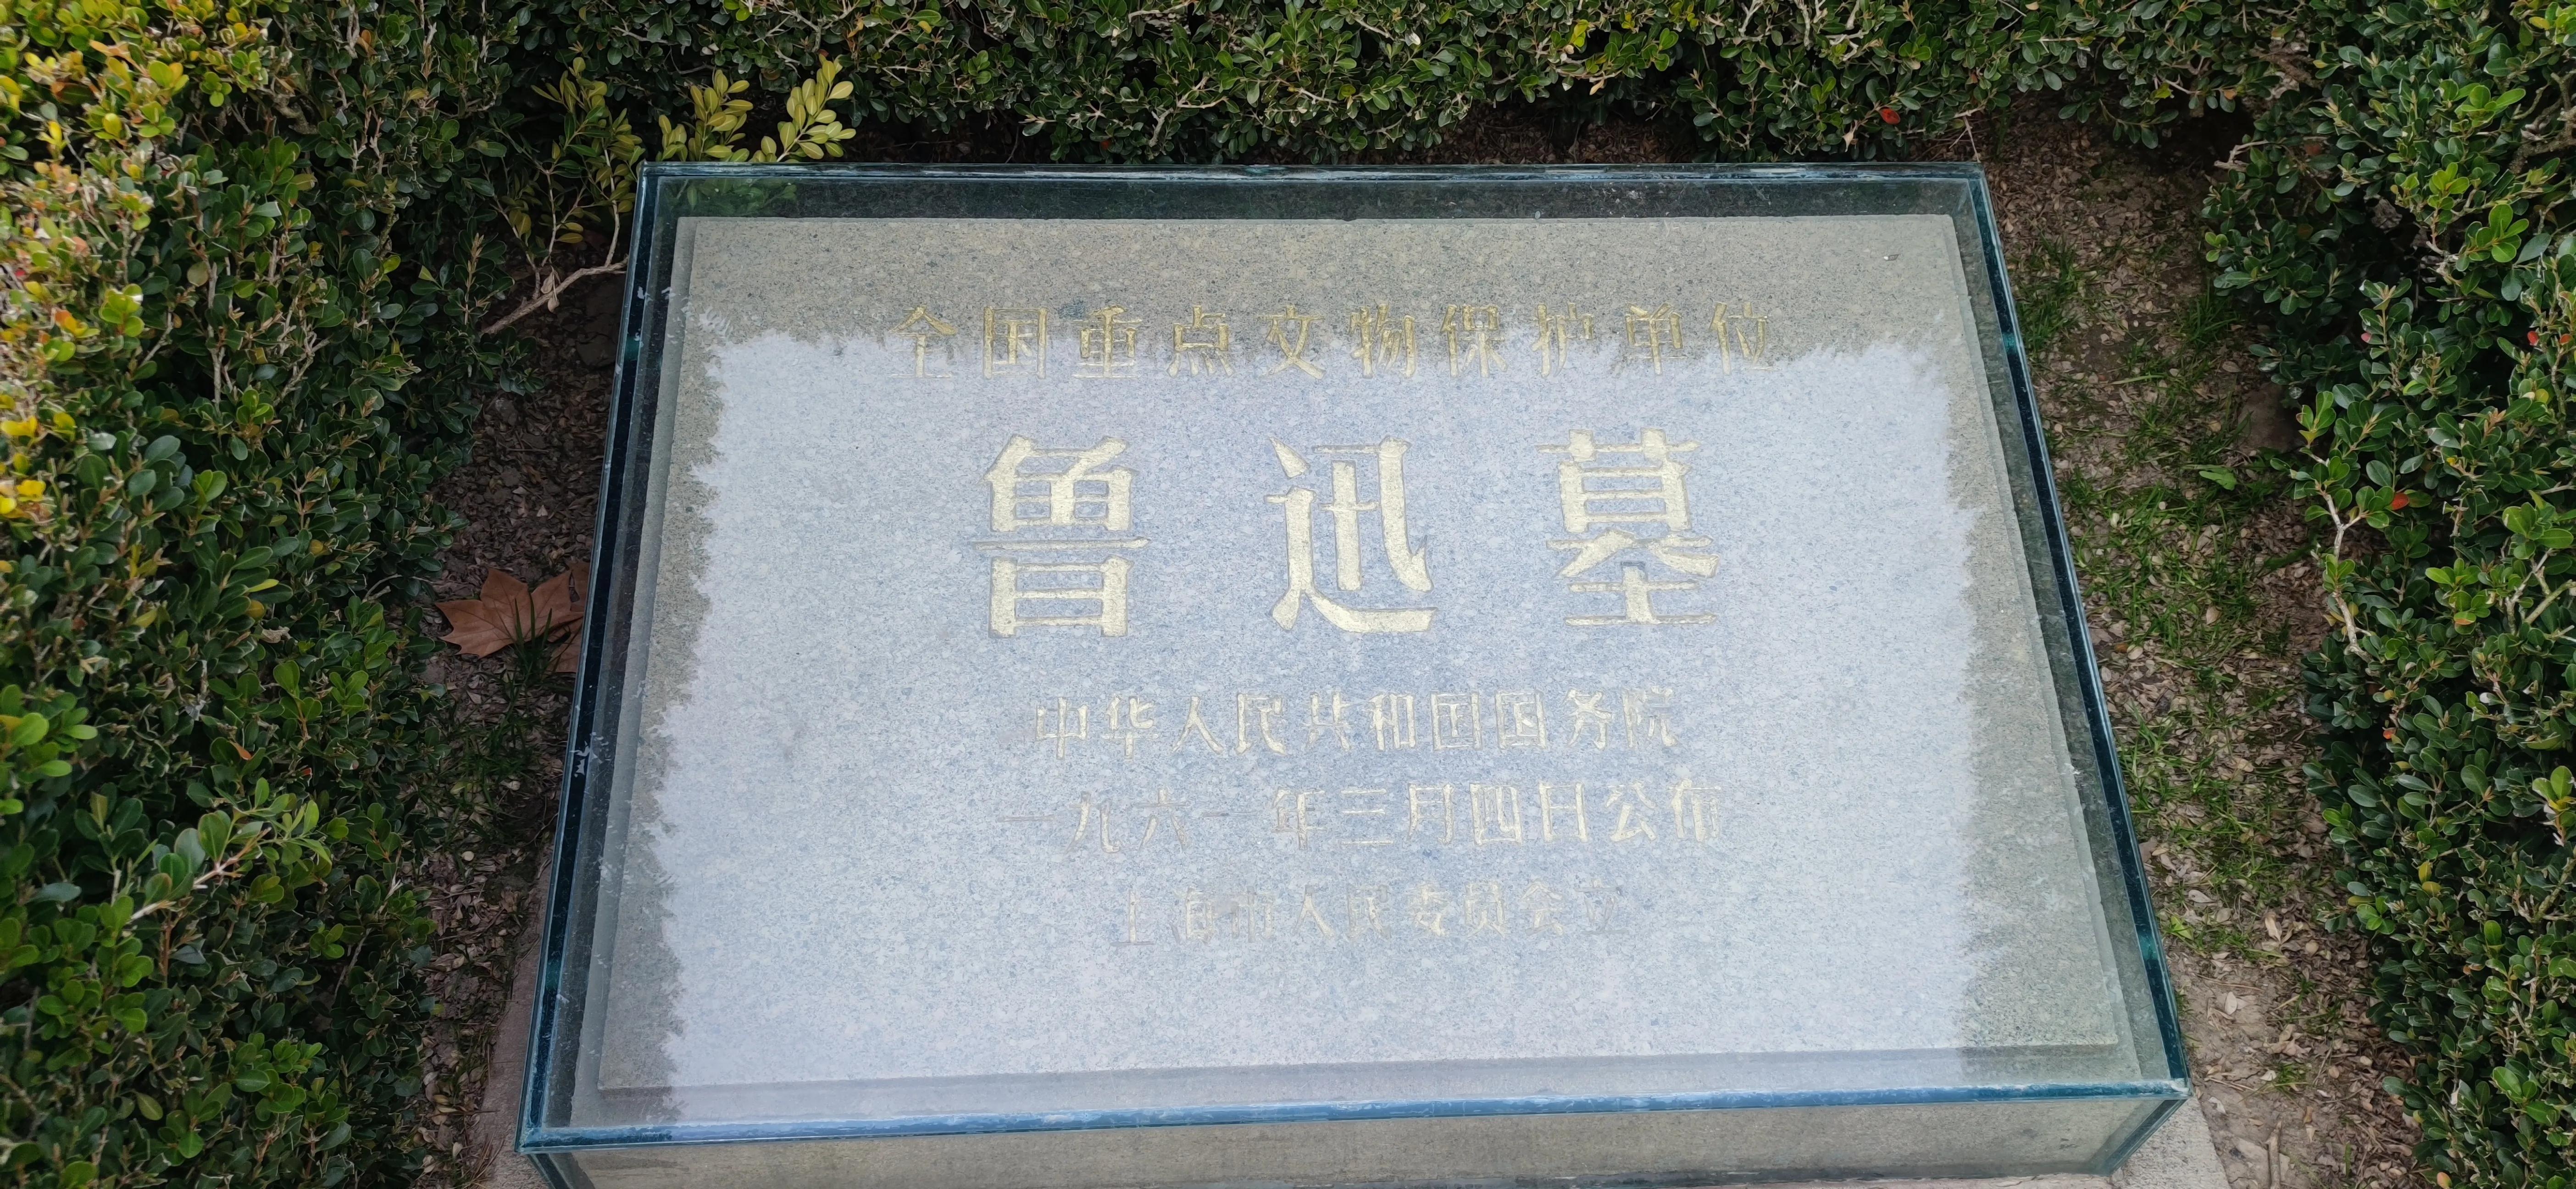 全国重点文物保护单位
鲁迅墓
中华人民共和国国务院
一九六一年三月四日公布
上海市人民委员会立